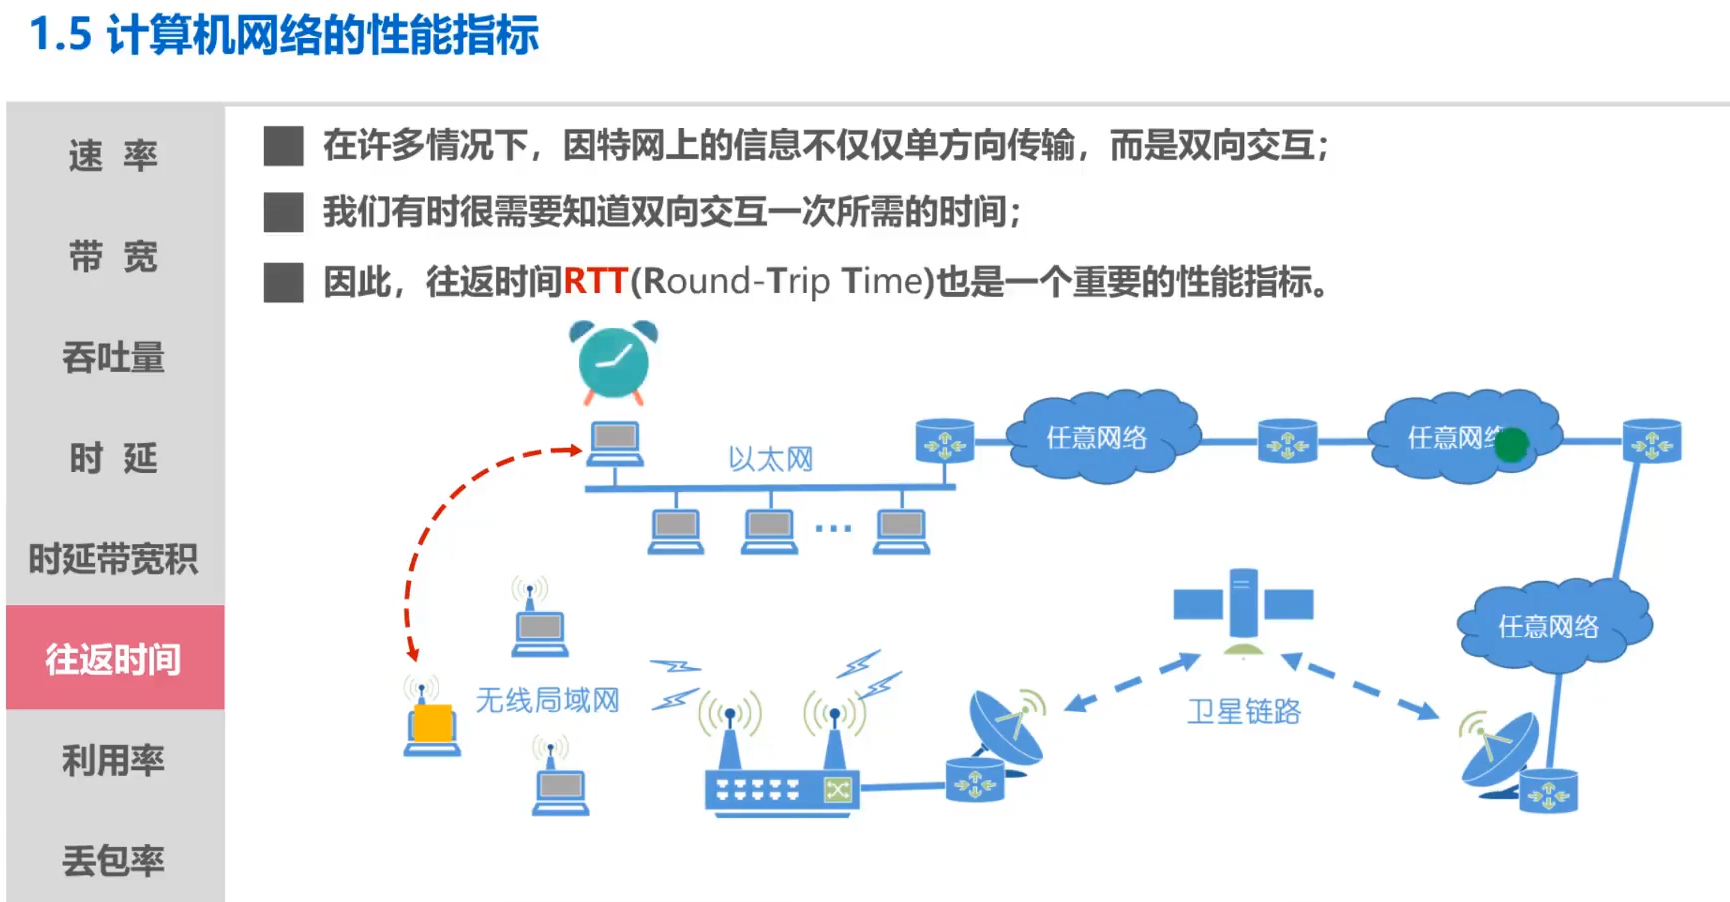 1.5 计算机网络的性能指标
速 率
带 宽
吞吐量
时 延
时延带宽积
往返时间
利用率
丢包率
在许多情况下，因特网上的信息不仅仅单方向传输，而是双向交互；
我们有时很需要知道双向交互一次所需的时间；
因此，往返时间RTT(Round-Trip Time)也是一个重要的性能指标。
以太网
任意网络
任意网络
…
任意网络
无线局域网
卫星链路